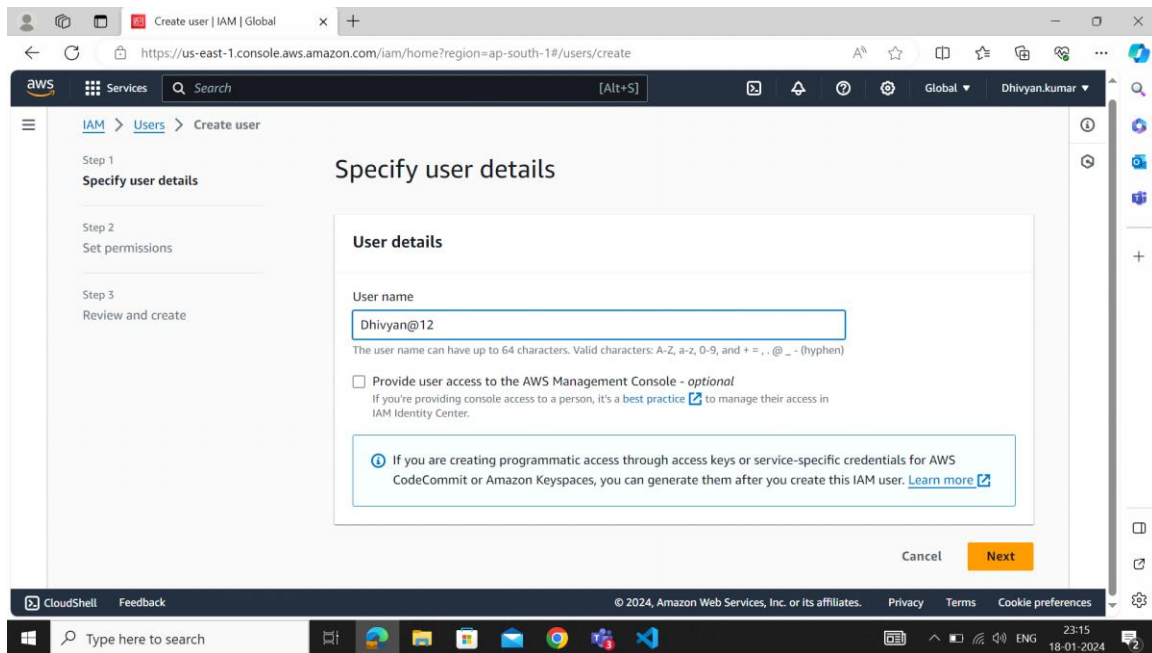 Create user | IAM | Global
https://us-east-1.console.aws.amazon.com/iam/home?region=ap-south-1#/users/create
aws
Services
Search
[Alt+S]
Global
Dhivyan.kumar
IAM > Users > Create user
Step 1
Specify user details
Step 2
Set permissions
Step 3
Review and create
Specify user details
User details
User name
Dhivyan@12
The user name can have up to 64 characters. Valid characters: A-Z, a-z, 0-9, and + = , . @ _ - (hyphen)
Provide user access to the AWS Management Console - optional
If you're providing console access to a person, it's a best practice to manage their access in
IAM Identity Center.
If you are creating programmatic access through access keys or service-specific credentials for AWS
CodeCommit or Amazon Keyspaces, you can generate them after you create this IAM user. Learn more
Cancel
Next
CloudShell
Feedback
© 2024, Amazon Web Services, Inc. or its affiliates.
Privacy
Terms
Cookie preferences
Type here to search
ENG
23:15
18-01-2024
2